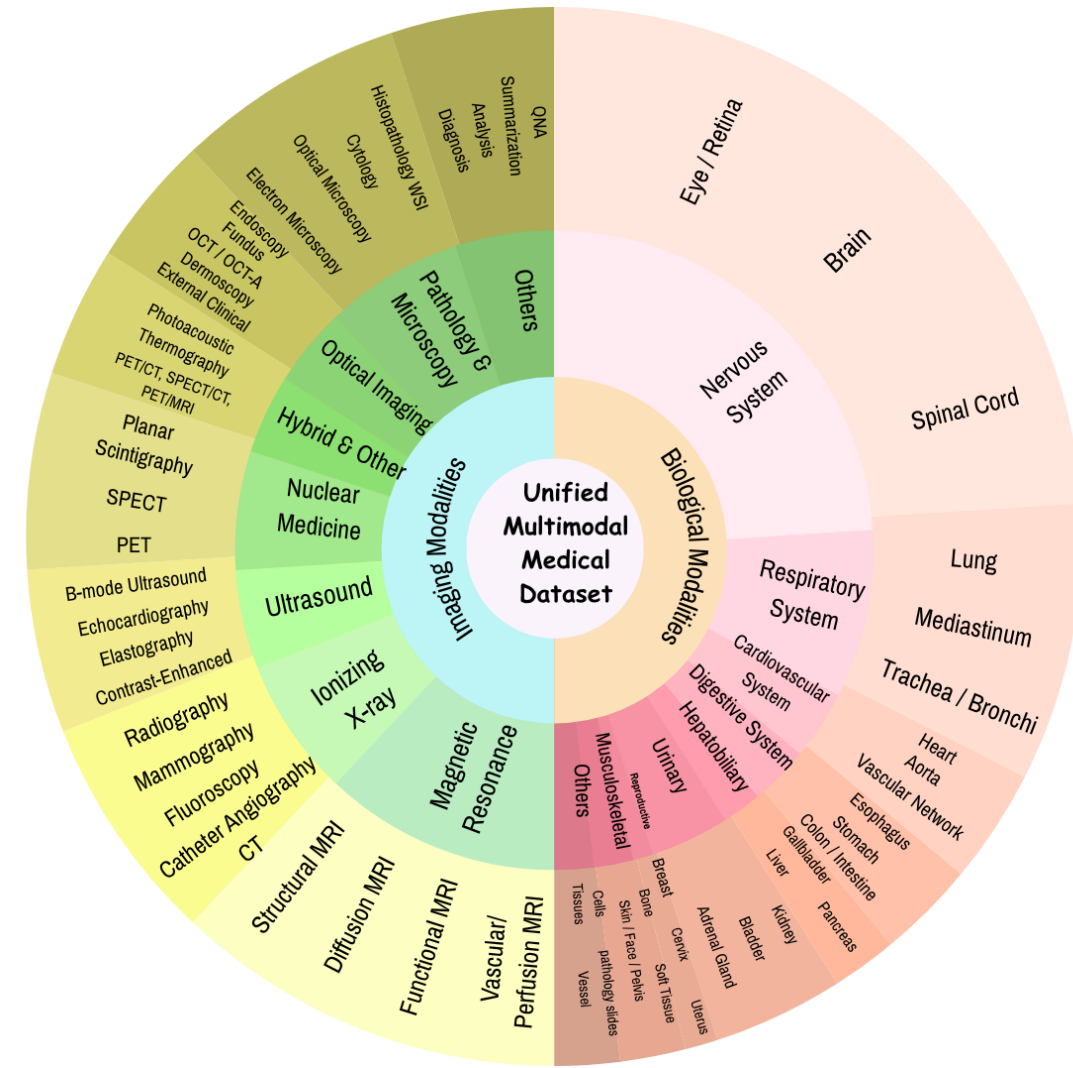 Unified
Multimodal
Medical
Dataset
Biological Modalities
Nervous
System
Eye / Retina
Brain
Spinal Cord
Respiratory
System
Lung
Mediastinum
Trachea / Bronchi
Cardiovascular
System
Heart
Aorta
Vascular Network
Digestive System
Esophagus
Stomach
Colon / Intestine
Hepatobiliary
Gallbladder
Liver
Pancreas
Urinary
Kidney
Bladder
Adrenal Gland
Reproductive
Breast
Cervix
Uterus
Musculoskeletal
Bone
Skin / Face / Pelvis
Soft Tissue
Others
Tissues
Cells
pathology slides
Vessel
Imaging Modalities
Magnetic
Resonance
Structural MRI
Diffusion MRI
Functional MRI
Vascular/
Perfusion MRI
Ionizing
X-ray
Radiography
Mammography
Fluoroscopy
Catheter Angiography
CT
Ultrasound
B-mode Ultrasound
Echocardiography
Elastography
Contrast-Enhanced
Nuclear
Medicine
Planar
Scintigraphy
SPECT
PET
Hybrid & Other
Photoacoustic
Thermography
PET/CT, SPECT/CT,
PET/MRI
Optical Imaging
Endoscopy
Fundus
OCT / OCT-A
Dermoscopy
External Clinical
Pathology &
Microscopy
Histopathology WSI
Cytology
Optical Microscopy
Electron Microscopy
Others
QNA
Summarization
Analysis
Diagnosis